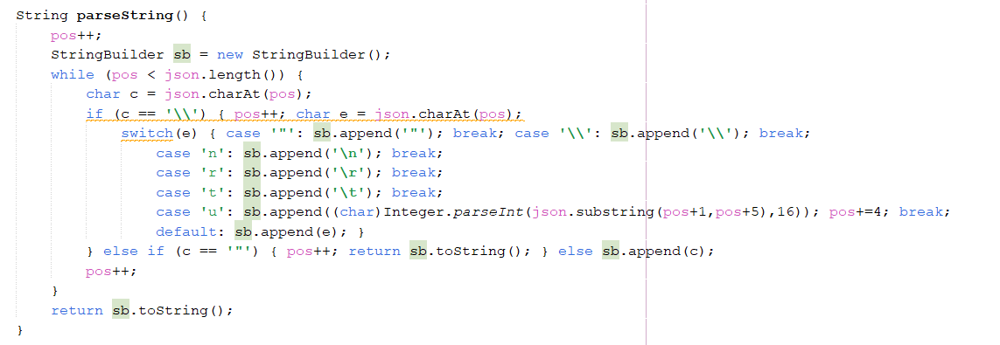 String parseString() {
    pos++;
    StringBuilder sb = new StringBuilder();
    while (pos < json.length()) {
        char c = json.charAt(pos);
        if (c == '\\') { pos++; char e = json.charAt(pos);
            switch(e) { case '"': sb.append('"'); break; case '\\': sb.append('\\'); break;
                case 'n': sb.append('\n'); break;
                case 'r': sb.append('\r'); break;
                case 't': sb.append('\t'); break;
                case 'u': sb.append((char)Integer.parseInt(json.substring(pos+1,pos+5),16)); pos+=4; break;
                default: sb.append(e); }
        } else if (c == '"') { pos++; return sb.toString(); } else sb.append(c);
        pos++;
    }
    return sb.toString();
}